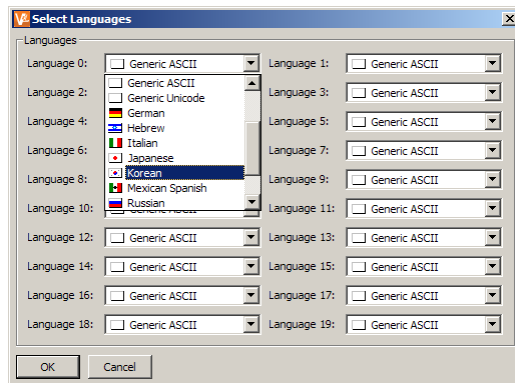 Select Languages
Languages
Language 0: Generic ASCII Language 1: Generic ASCII
Generic ASCII
Generic Unicode
Language 2: Language 3: Generic ASCII
German
Hebrew
Language 4: Language 5: Generic ASCII
Italian
Language 6: Language 7: Generic ASCII
Japanese
Korean
Language 8: Language 9: Generic ASCII
Mexican Spanish
Russian
Language 10: Language 11: Generic ASCII
Language 12: Generic ASCII Language 13: Generic ASCII
Language 14: Generic ASCII Language 15: Generic ASCII
Language 16: Generic ASCII Language 17: Generic ASCII
Language 18: Generic ASCII Language 19: Generic ASCII
OK Cancel